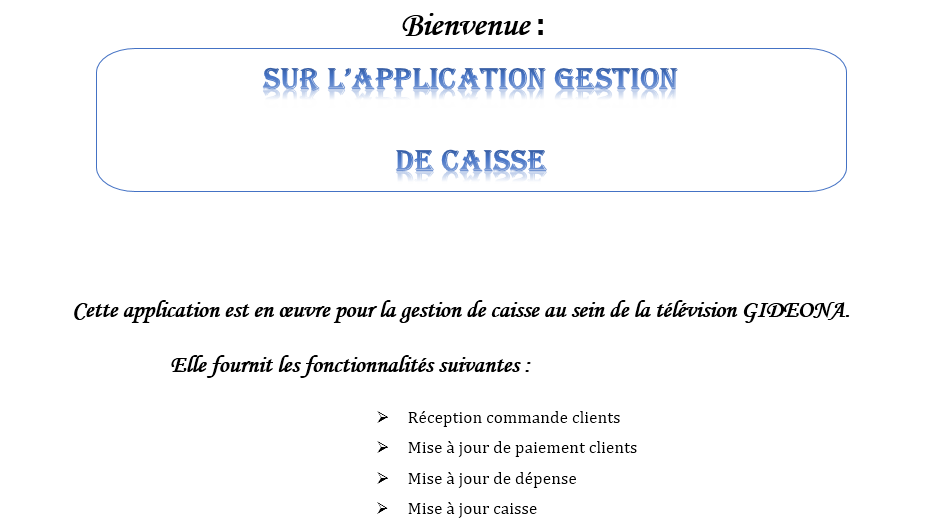 Bienvenue :
SUR L'APPLICATION GESTION
DE CAISSE
Cette application est en œuvre pour la gestion de caisse au sein de la télévision GIDEONA.
Elle fournit les fonctionnalités suivantes :
➢ Réception commande clients
➢ Mise à jour de paiement clients
➢ Mise à jour de dépense
➢ Mise à jour caisse